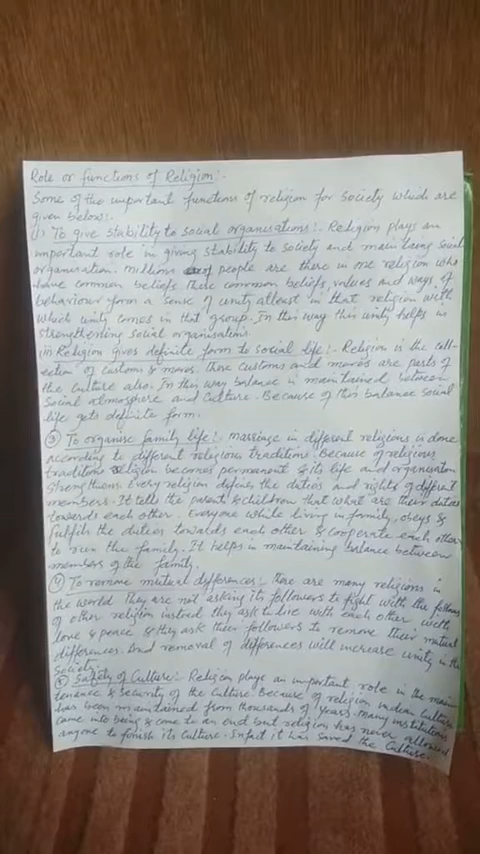 Role or functions of Religion:-
Some of the important functions of religion for society which are
given below:-
(i) To give stability to social organisations:- Religion plays an
important role in giving stability to society and maintaing social
organisation. Millions of people are there in one religion who
have common beliefs these common beliefs, values and ways of
behaviour form a sense of unity atleast in that religion with
which unity comes in that group. In this way this unity helps in
strengthening social organisations.
(ii) Religion gives definite form to social life:- Religion is the coll-
ection of customs & mores. These customs and mores are parts of
the culture also. In this way balance is maintained between
social atmosphere and culture. Because of this balance social
life gets definite form.
③ To organise family life:- Marriage in different religions is done
according to different religious traditions. Because of religious
traditions religion becomes permanent & its life and organisation
strengthens. Every religion defines the duties and rights of different
members. It tells the parents & children that what are their duties
towards each other. Everyone while living in family, obeys &
fulfils the duties towards each other & cooperate each other
to run the family. It helps in maintaining balance between
members of the family.
④ To remove mutual differences:- there are many religions in
the world they are not asking its followers to fight with the follows
of other religion instead they ask to live with each other with
love & peace & they ask their followers to remove their mutual
differences. And removal of differences will increase unity in the
society.
⑤ Safety of Culture:- Religion plays an important role in the main-
tenance & security of the culture. Because of religion Indian Culture
has been maintained from thousands of years. Many institutions
came into being & come to an end but religion has never allowed
anyone to finish its culture. Infact it has saved the culture.